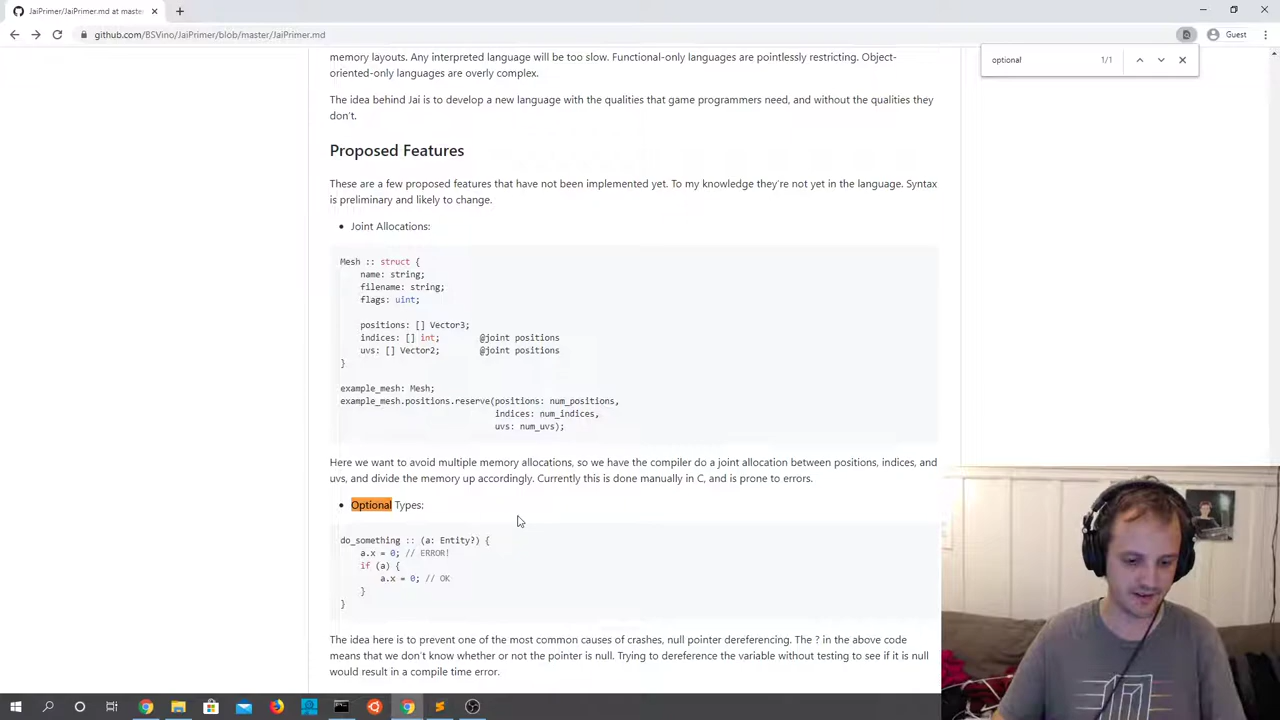 JaiPrimer/JaiPrimer.md at maste
github.com/BSVino/JaiPrimer/blob/master/JaiPrimer.md
Guest
optional
1/1
memory layouts. Any interpreted language will be too slow. Functional-only languages are pointlessly restricting. Object-
oriented-only languages are overly complex.
The idea behind Jai is to develop a new language with the qualities that game programmers need, and without the qualities they
don't.
Proposed Features
These are a few proposed features that have not been implemented yet. To my knowledge they're not yet in the language. Syntax
is preliminary and likely to change.
• Joint Allocations:
Mesh :: struct {
name: string;
filename: string;
flags: uint;
positions: [] Vector3;
indices: [] int; @joint positions
uvs: [] Vector2; @joint positions
}
example_mesh: Mesh;
example_mesh.positions.reserve(positions: num_positions,
indices: num_indices,
uvs: num_uvs);
Here we want to avoid multiple memory allocations, so we have the compiler do a joint allocation between positions, indices, and
uvs, and divide the memory up accordingly. Currently this is done manually in C, and is prone to errors.
• Optional Types:
do_something :: (a: Entity?) {
a.x = 0; // ERROR!
if (a) {
a.x = 0; // OK
}
}
The idea here is to prevent one of the most common causes of crashes, null pointer dereferencing. The ? in the above code
means that we don't know whether or not the pointer is null. Trying to dereference the variable without testing to see if it is null
would result in a compile time error.